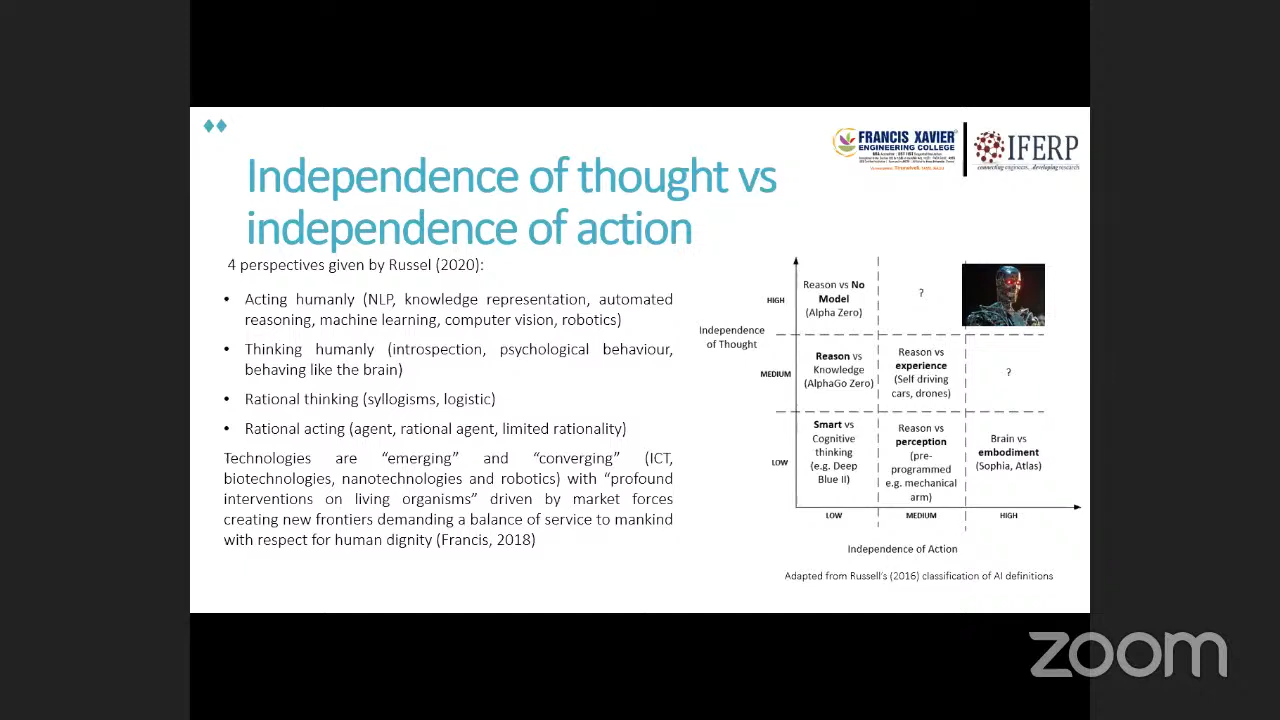 FRANCIS XAVIER
ENGINEERING COLLEGE
IFERP
connecting engineers...developing research
Independence of thought vs
independence of action
4 perspectives given by Russel (2020):
• Acting humanly (NLP, knowledge representation, automated
reasoning, machine learning, computer vision, robotics)
• Thinking humanly (introspection, psychological behaviour,
behaving like the brain)
• Rational thinking (syllogisms, logistic)
• Rational acting (agent, rational agent, limited rationality)
Technologies are “emerging” and “converging” (ICT,
biotechnologies, nanotechnologies and robotics) with “profound
interventions on living organisms” driven by market forces
creating new frontiers demanding a balance of service to mankind
with respect for human dignity (Francis, 2018)
Independence
of Thought
HIGH
Reason vs No
Model
(Alpha Zero)
?
MEDIUM
Reason vs
Knowledge
(AlphaGo Zero)
Reason vs
experience
(Self driving
cars, drones)
?
LOW
Smart vs
Cognitive
thinking
(e.g. Deep
Blue II)
Reason vs
perception
(pre-
programmed
e.g. mechanical
arm)
Brain vs
embodiment
(Sophia, Atlas)
LOW
MEDIUM
HIGH
Independence of Action
Adapted from Russell’s (2016) classification of AI definitions
zoom